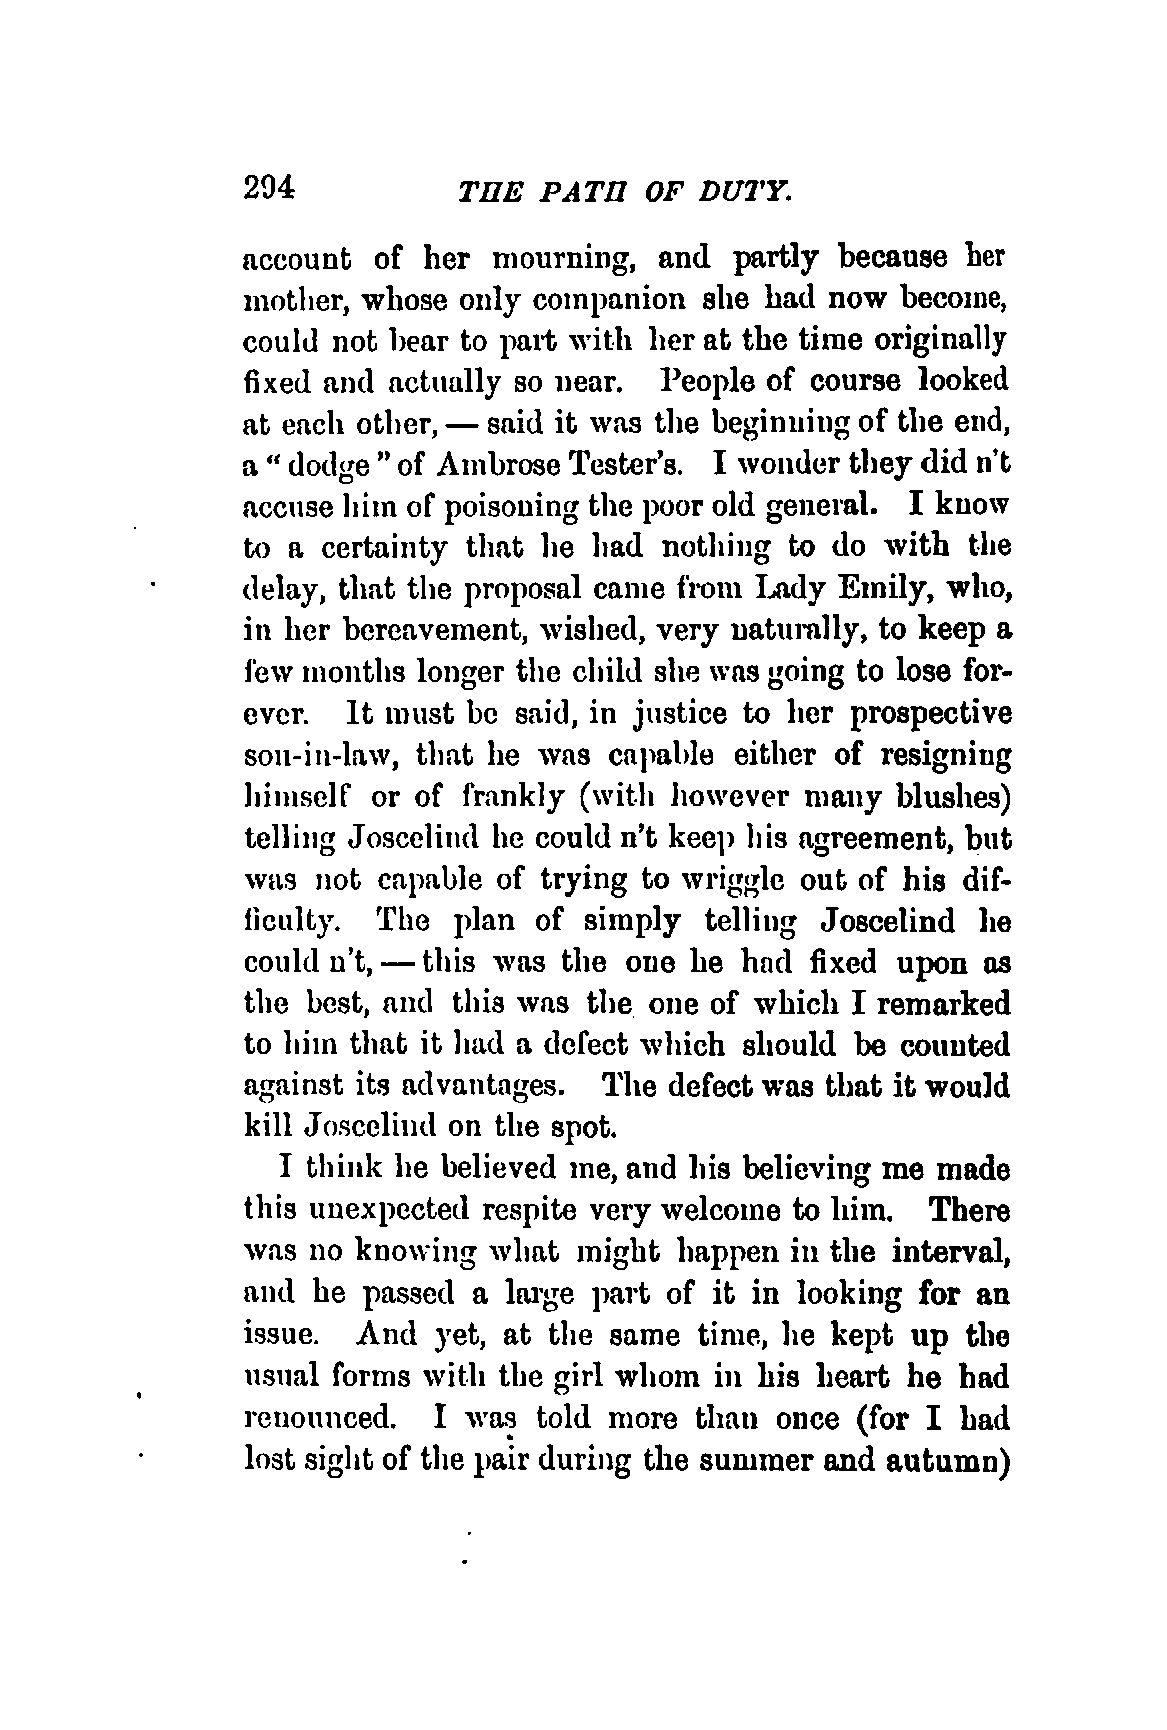 294 THE PATH OF DUTY.
account of her mourning, and partly because her
mother, whose only companion she had now become,
could not bear to part with her at the time originally
fixed and actually so near. People of course looked
at each other, — said it was the beginning of the end,
a “ dodge ” of Ambrose Tester’s. I wonder they did n’t
accuse him of poisoning the poor old general. I know
to a certainty that he had nothing to do with the
delay, that the proposal came from Lady Emily, who,
in her bereavement, wished, very naturally, to keep a
few months longer the child she was going to lose for-
ever. It must be said, in justice to her prospective
son-in-law, that he was capable either of resigning
himself or of frankly (with however many blushes)
telling Joscelind he could n’t keep his agreement, but
was not capable of trying to wriggle out of his dif-
ficulty. The plan of simply telling Joscelind he
could n’t, — this was the one he had fixed upon as
the best, and this was the one of which I remarked
to him that it had a defect which should be counted
against its advantages. The defect was that it would
kill Joscelind on the spot.
I think he believed me, and his believing me made
this unexpected respite very welcome to him. There
was no knowing what might happen in the interval,
and he passed a large part of it in looking for an
issue. And yet, at the same time, he kept up the
usual forms with the girl whom in his heart he had
renounced. I was told more than once (for I had
lost sight of the pair during the summer and autumn)